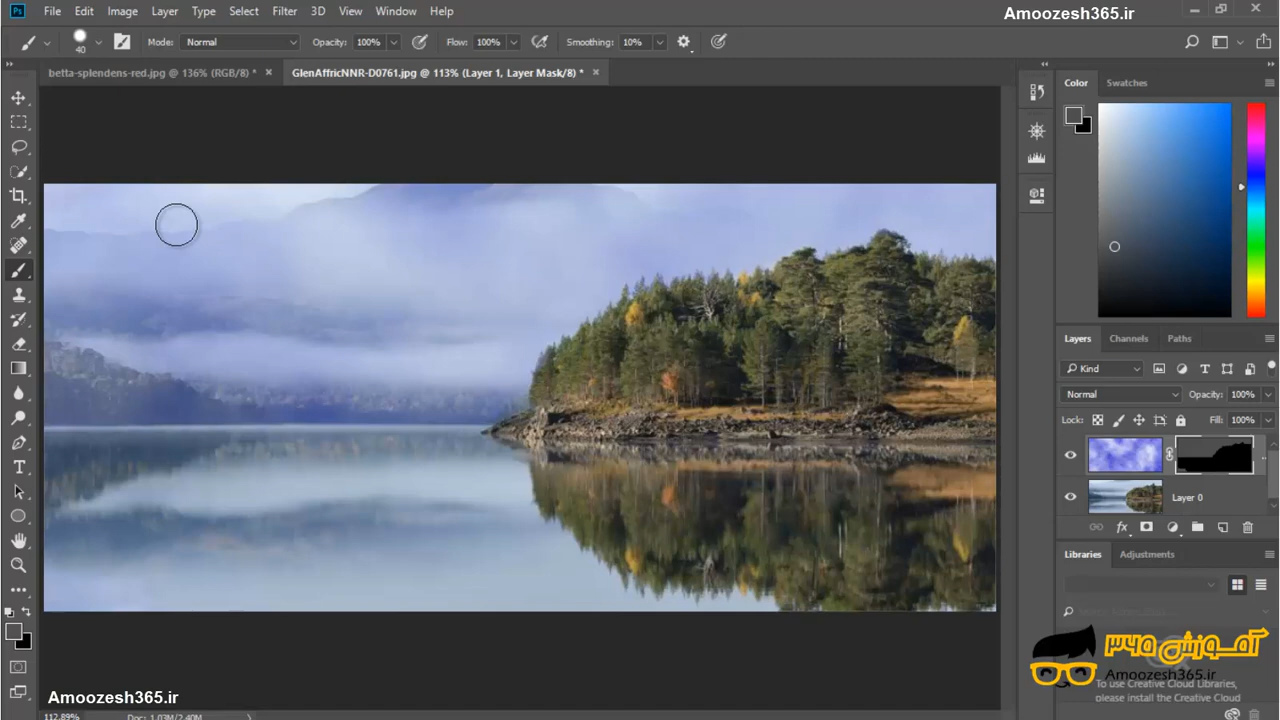 Ps File Edit Image Layer Type Select Filter 3D View Window Help
Amoozesh365.ir
40 Mode: Normal Opacity: 100% Flow: 100% Smoothing: 10%
betta-splendens-red.jpg @ 136% (RGB/8) * × GlenAffricNNR-D0761.jpg @ 113% (Layer 1, Layer Mask/8) * ×
Color Swatches
Layers Channels Paths
Kind
Normal Opacity: 100%
Lock: Fill: 100%
Layer 0
fx
Libraries Adjustments
آموزش ۳۶۵
Amoozesh365.ir
To use Creative Cloud Libraries,
please install the Creative Cloud
Amoozesh365.ir
112.89% Doc: 1.03M/2.40M